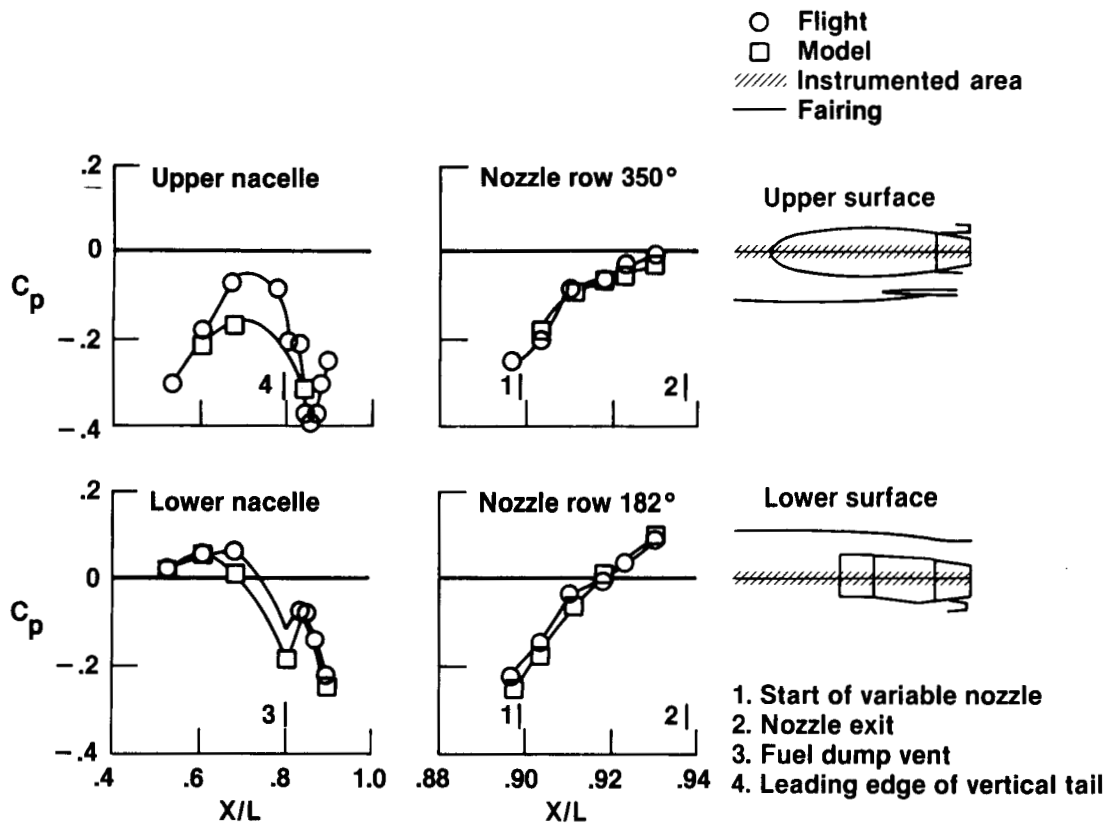 Flight
Model
Instrumented area
Fairing
Upper nacelle
Nozzle row 350°
Upper surface
.2
0
-.2
-.4
Cp
4
1
2
Lower nacelle
Nozzle row 182°
Lower surface
.2
0
-.2
-.4
Cp
3
1
2
.4
.6
.8
1.0
X/L
.88
.90
.92
.94
X/L
1. Start of variable nozzle
2. Nozzle exit
3. Fuel dump vent
4. Leading edge of vertical tail